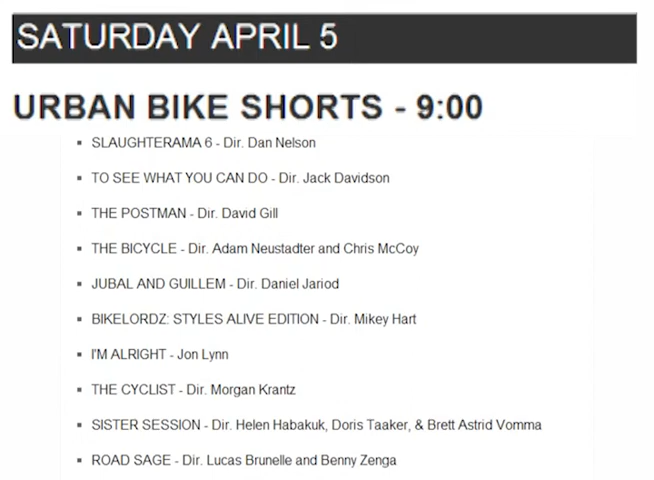 SATURDAY APRIL 5
URBAN BIKE SHORTS - 9:00
▪ SLAUGHTERAMA 6 - Dir. Dan Nelson
▪ TO SEE WHAT YOU CAN DO - Dir. Jack Davidson
▪ THE POSTMAN - Dir. David Gill
▪ THE BICYCLE - Dir. Adam Neustadter and Chris McCoy
▪ JUBAL AND GUILLEM - Dir. Daniel Jariod
▪ BIKELORDZ: STYLES ALIVE EDITION - Dir. Mikey Hart
▪ I'M ALRIGHT - Jon Lynn
▪ THE CYCLIST - Dir. Morgan Krantz
▪ SISTER SESSION - Dir. Helen Habakuk, Doris Taaker, & Brett Astrid Vomma
▪ ROAD SAGE - Dir. Lucas Brunelle and Benny Zenga